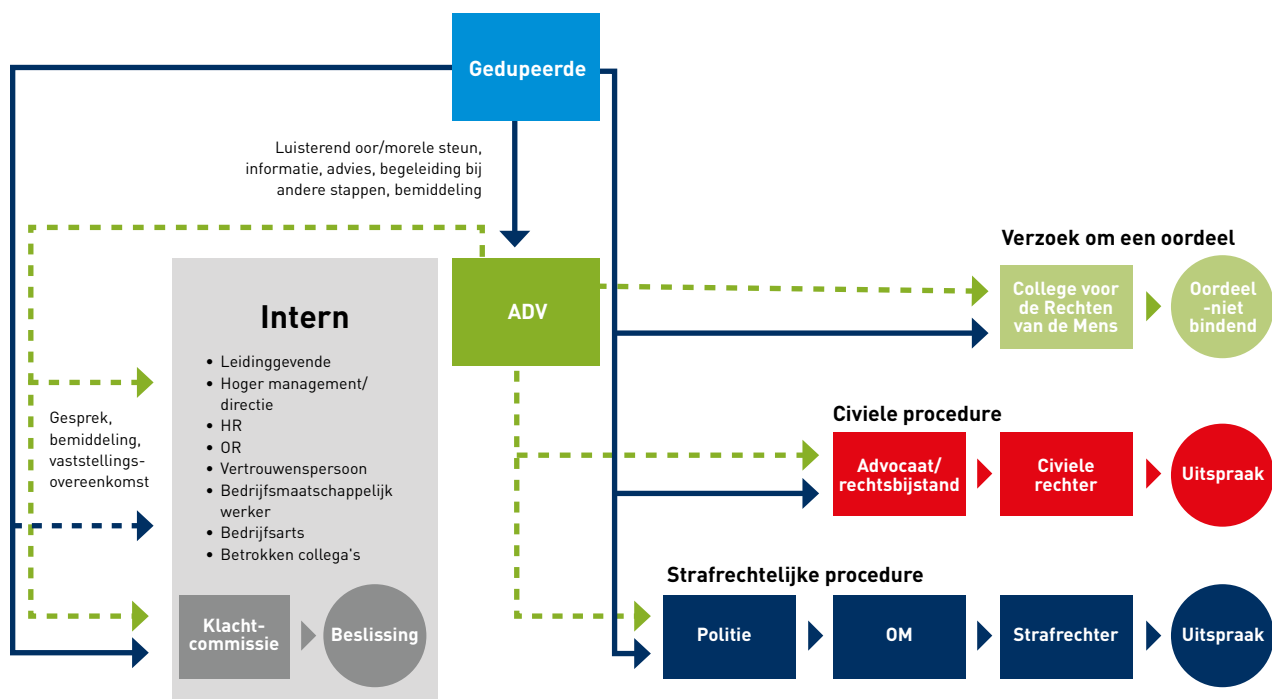 Gedupeerde
Luisterend oor/morele steun,
informatie, advies, begeleiding bij
andere stappen, bemiddeling
ADV
Intern
• Leidinggevende
• Hoger management/
directie
• HR
• OR
• Vertrouwenspersoon
• Bedrijfsmaatschappelijk
werker
• Bedrijfsarts
• Betrokken collega's
Gesprek,
bemiddeling,
vaststellings-
overeenkomst
Klacht-
commissie
Beslissing
Verzoek om een oordeel
College voor
de Rechten
van de Mens
Oordeel
-niet
bindend
Civiele procedure
Advocaat/
rechtsbijstand
Civiele
rechter
Uitspraak
Strafrechtelijke procedure
Politie
OM
Strafrechter
Uitspraak